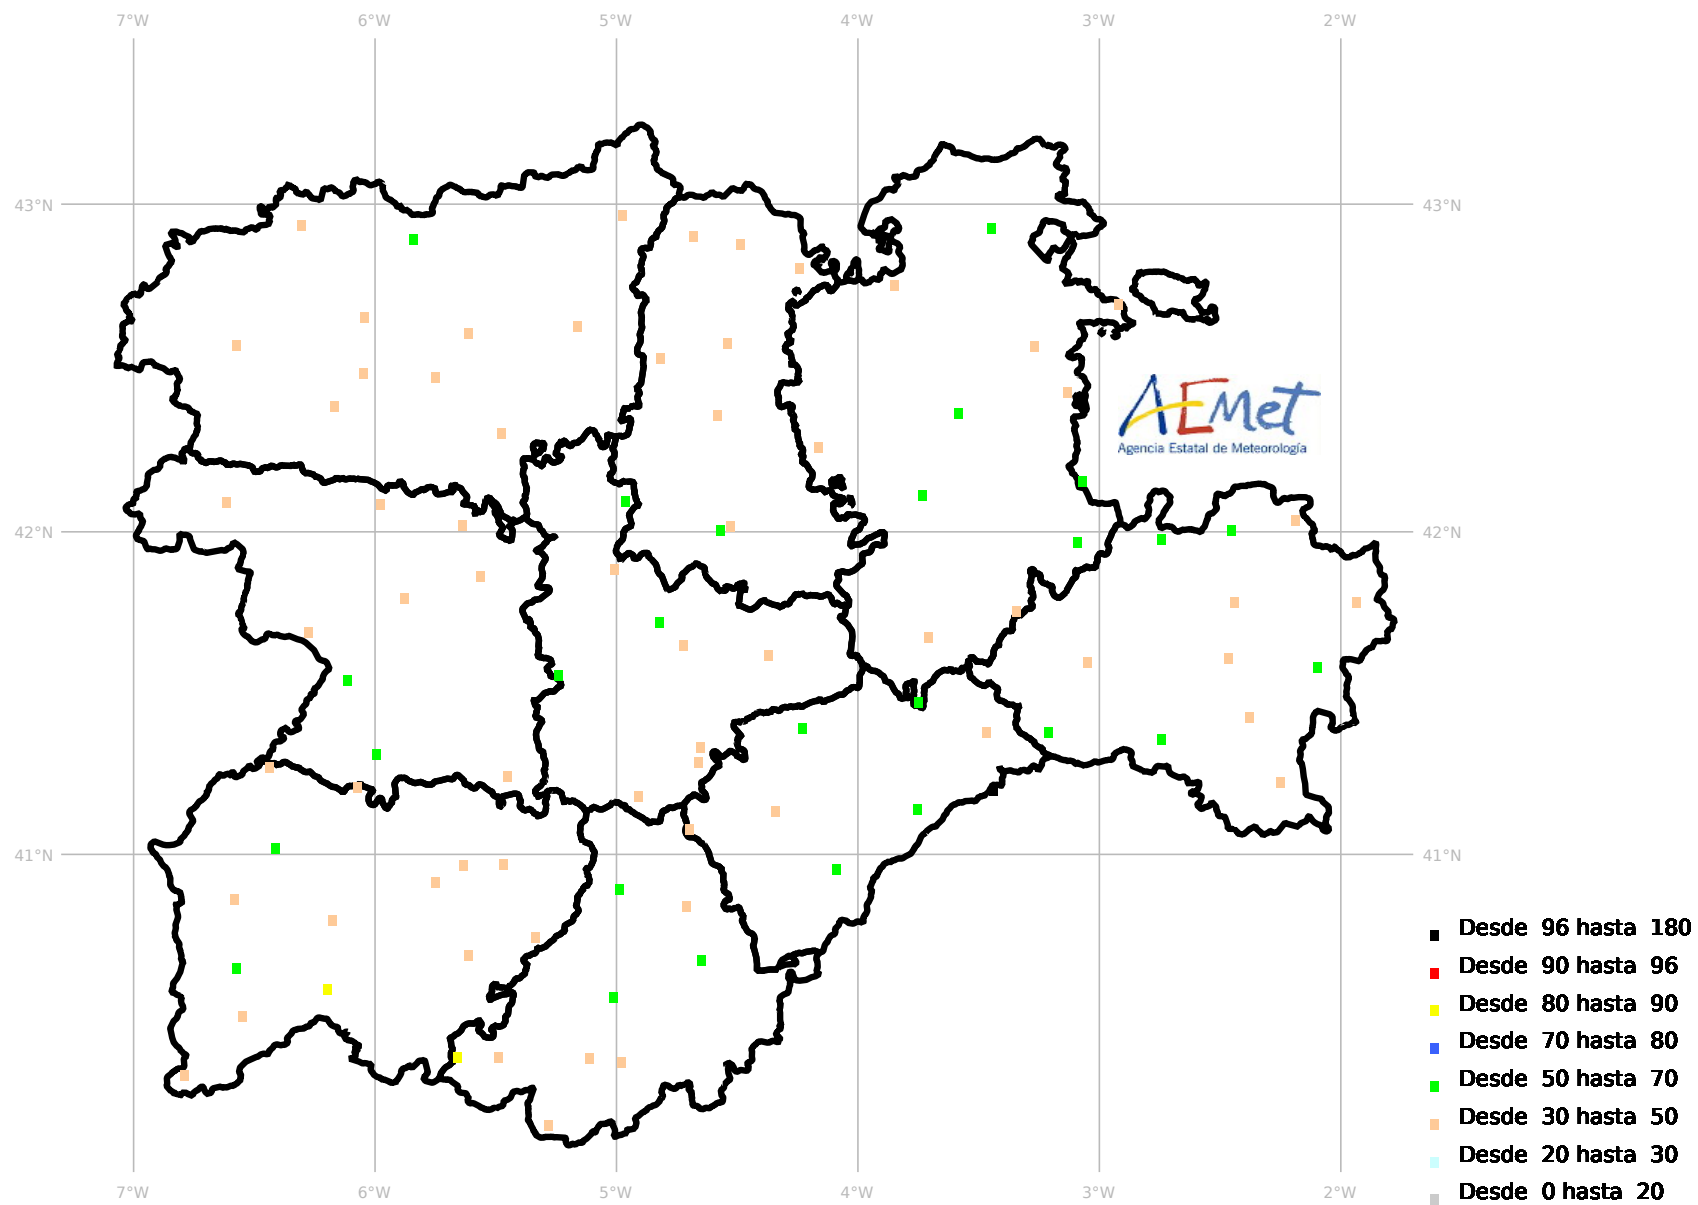 7°W 6°W 5°W 4°W 3°W 2°W
43°N 43°N
AEMet
Agencia Estatal de Meteorología
42°N 42°N
41°N 41°N
Desde 96 hasta 180
Desde 90 hasta 96
Desde 80 hasta 90
Desde 70 hasta 80
Desde 50 hasta 70
Desde 30 hasta 50
Desde 20 hasta 30
Desde 0 hasta 20
7°W 6°W 5°W 4°W 3°W 2°W